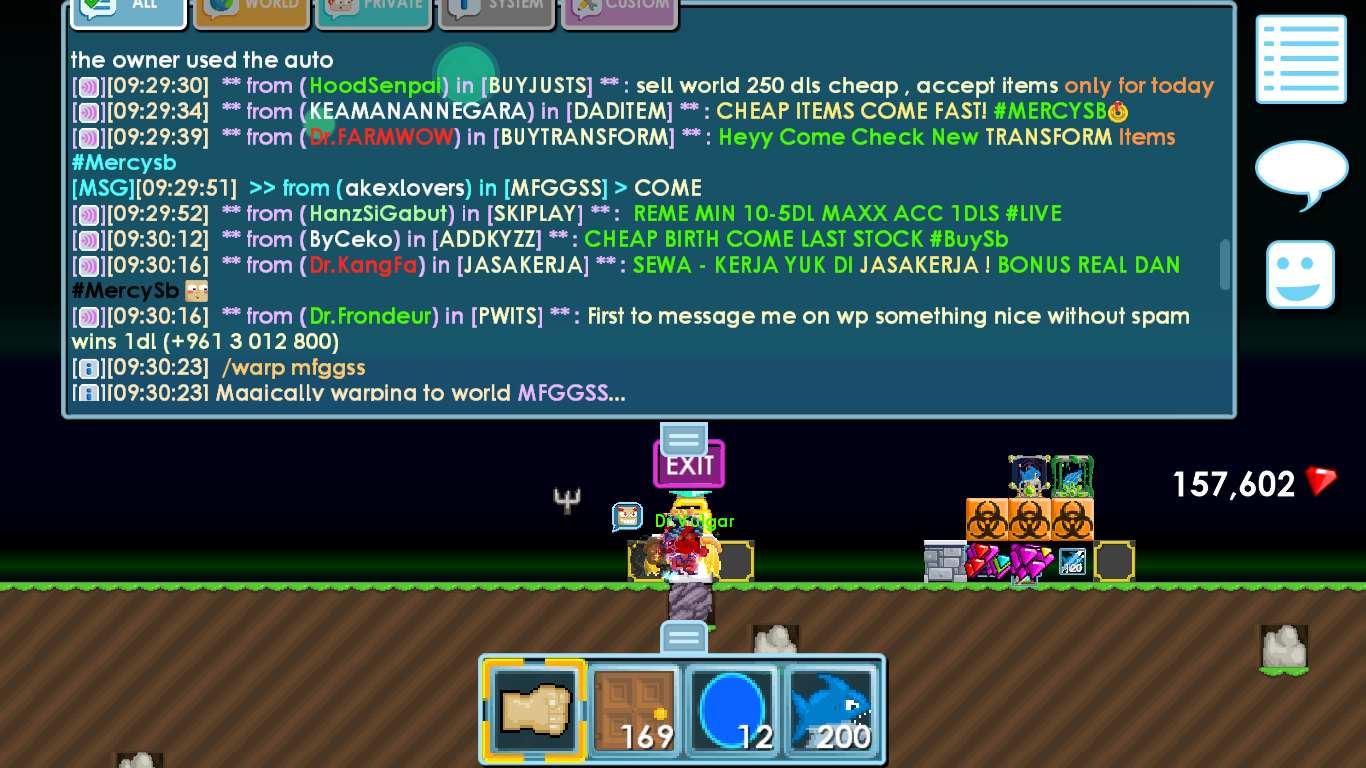 ALL WORLD PRIVATE SYSTEM CUSTOM
the owner used the auto
[][09:29:30] ** from (HoodSenpai) in [BUYJUSTS] ** : sell world 250 dls cheap , accept items only for today
[][09:29:34] ** from (KEAMANANNEGARA) in [DADITEM] ** : CHEAP ITEMS COME FAST! #MERCYSB
[][09:29:39] ** from (Dr.FARMWOW) in [BUYTRANSFORM] ** : Heyy Come Check New TRANSFORM Items
#Mercysb
[MSG][09:29:51] >> from (akexlovers) in [MFGGSS] > COME
[][09:29:52] ** from (HanzSiGabut) in [SKIPLAY] ** : REME MIN 10-5DL MAXX ACC 1DLS #LIVE
[][09:30:12] ** from (ByCeko) in [ADDKYZZ] ** : CHEAP BIRTH COME LAST STOCK #BuySb
[][09:30:16] ** from (Dr.KangFa) in [JASAKERJA] ** : SEWA - KERJA YUK DI JASAKERJA ! BONUS REAL DAN
#MercySb
[][09:30:16] ** from (Dr.Frondeur) in [PWITS] ** : First to message me on wp something nice without spam
wins 1dl (+961 3 012 800)
[][09:30:23] /warp mfggss
[][09:30:23] Magically warping to world MFGGSS...
EXIT
157,602
Dr.Vulgar
120
169 12 200